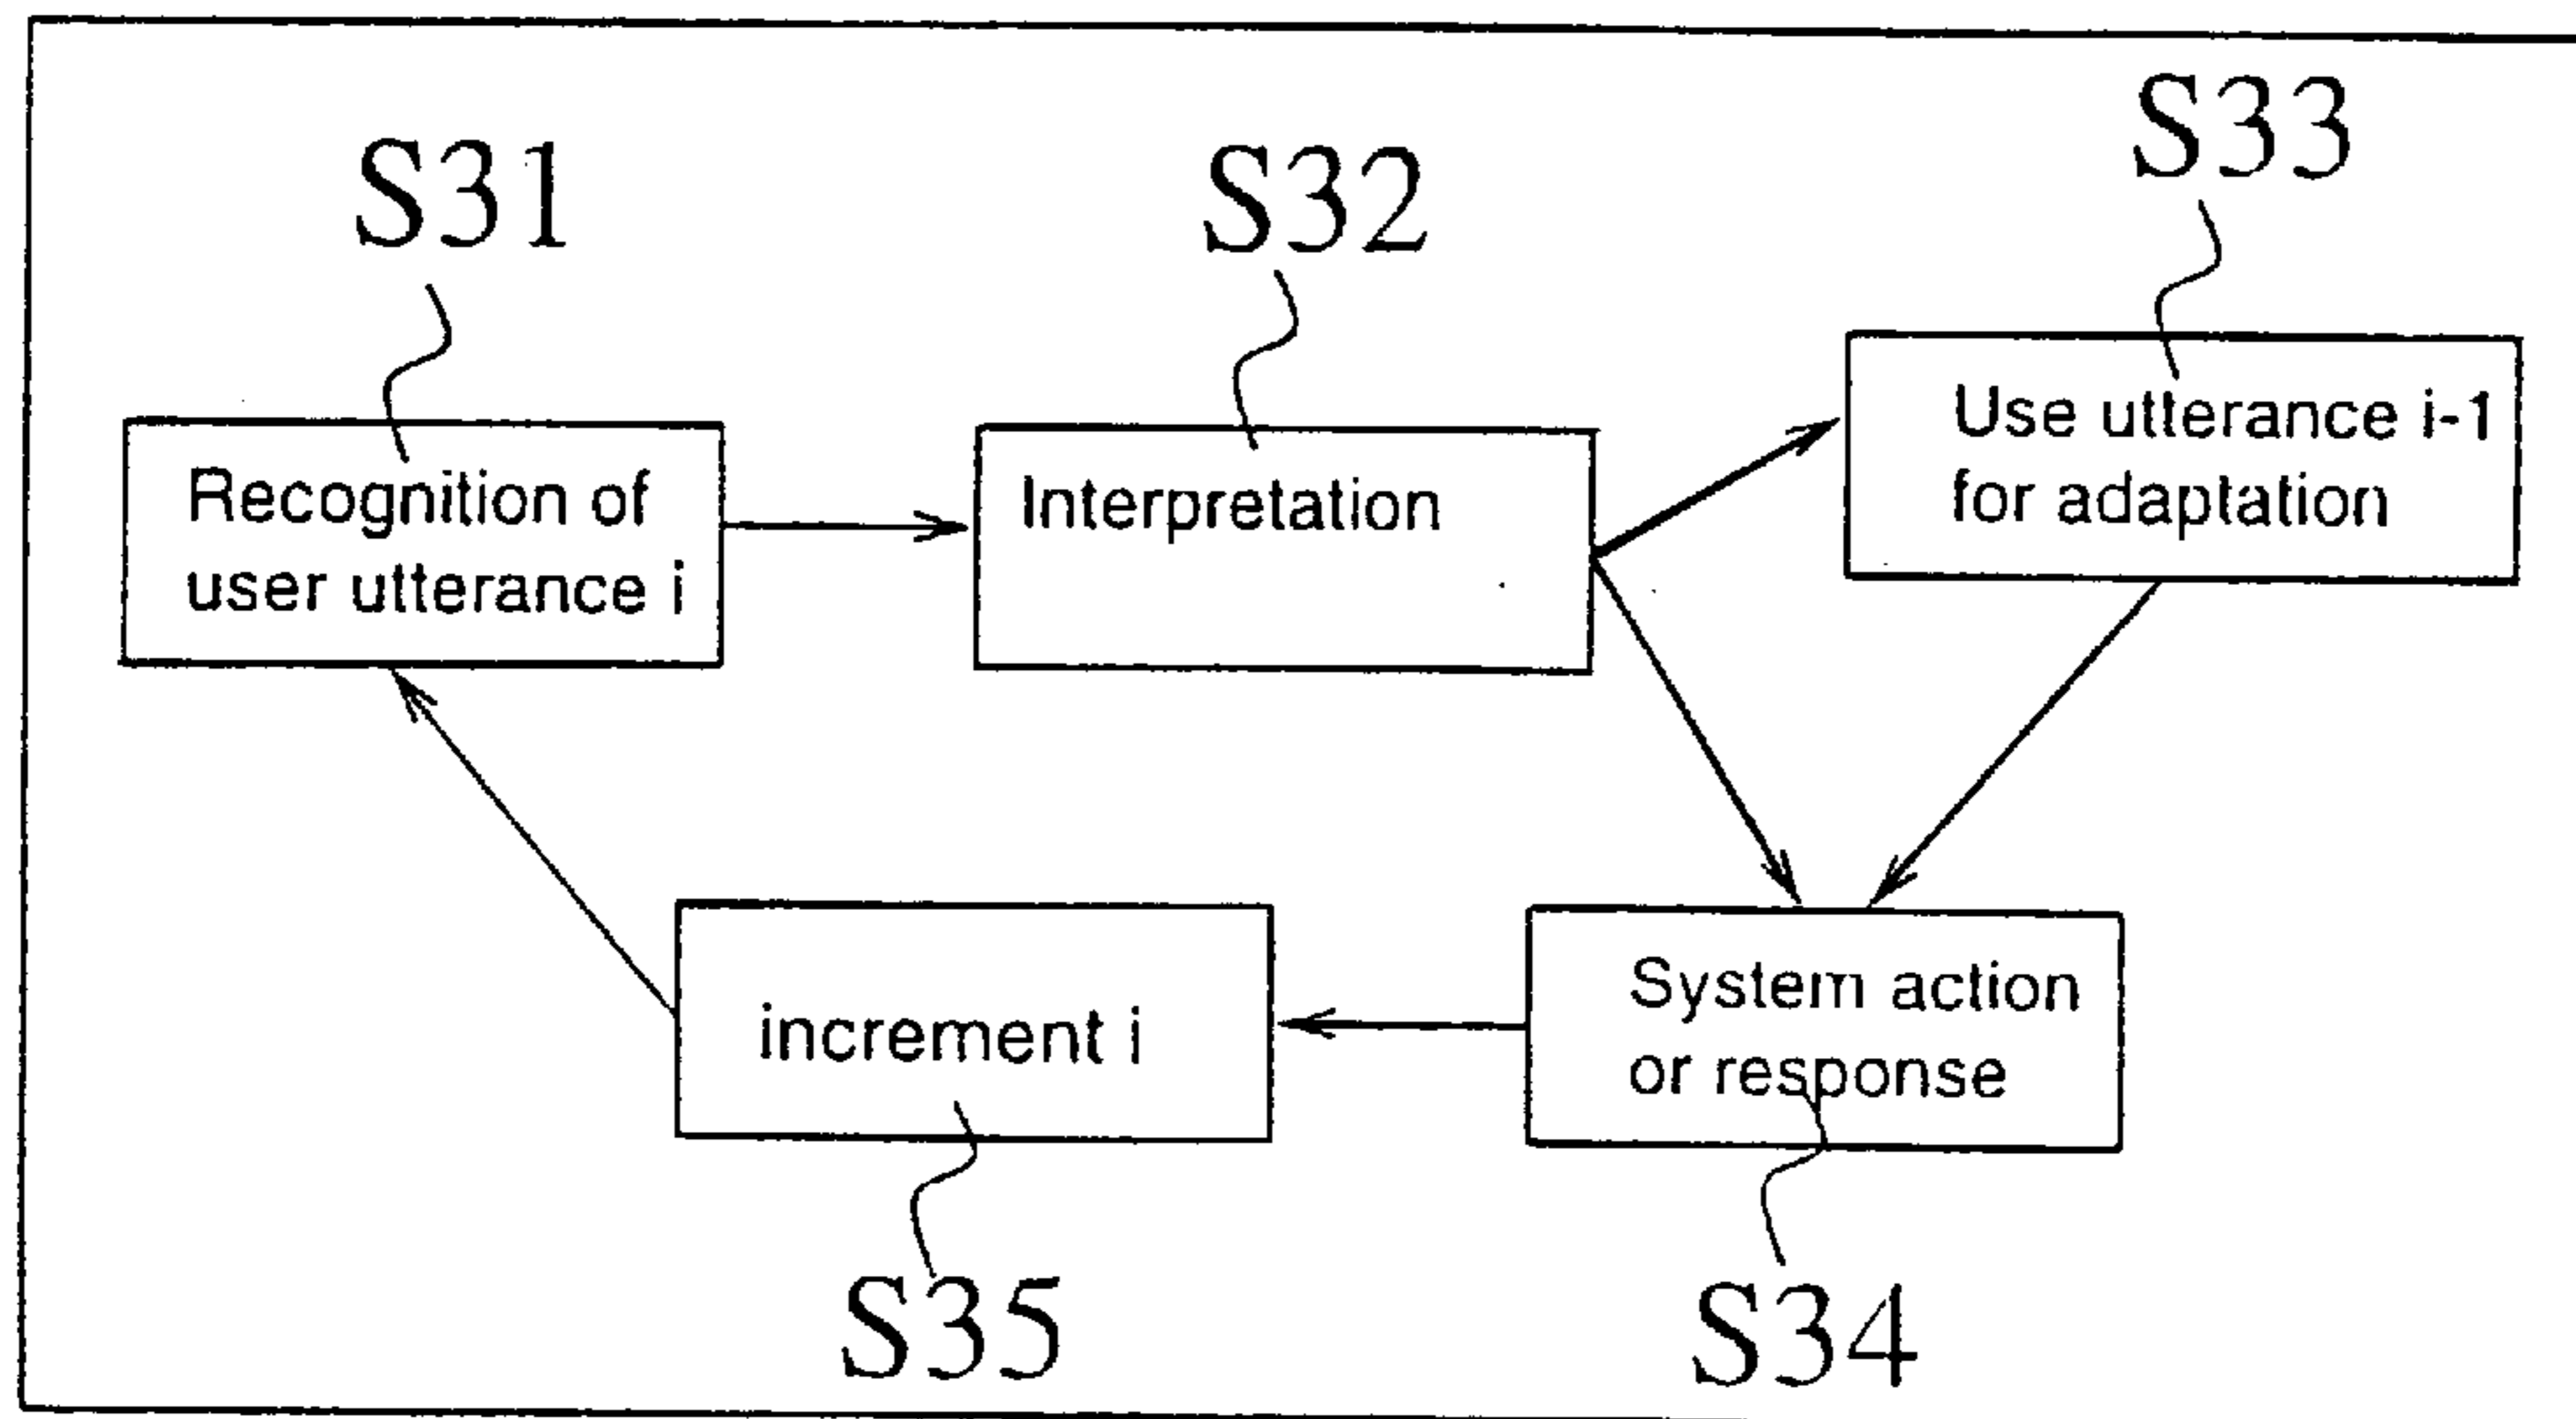 S31
S32
S33
Recognition of
user utterance i
Interpretation
Use utterance i-1
for adaptation
increment i
System action
or response
S35
S34